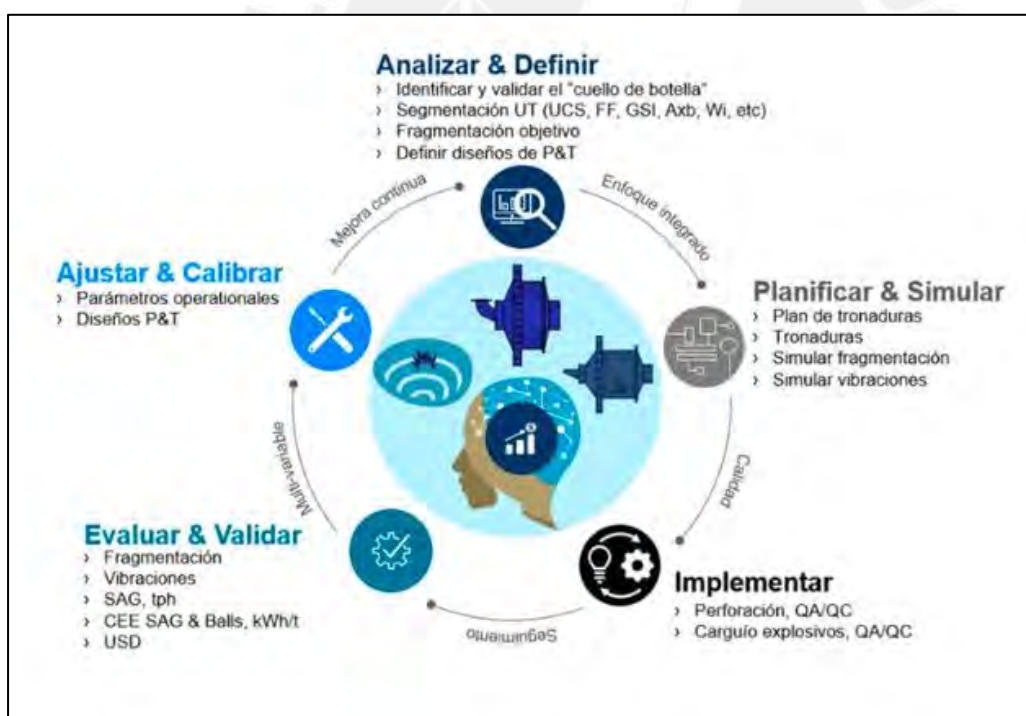 Analizar & Definir
› Identificar y validar el "cuello de botella"
› Segmentación UT (UCS, FF, GSI, Axb, Wi, etc)
› Fragmentación objetivo
› Definir diseños de P&T
Enfoque integrado
Planificar & Simular
› Plan de tronaduras
› Tronaduras
› Simular fragmentación
› Simular vibraciones
Calidad
Implementar
› Perforación, QA/QC
› Carguío explosivos, QA/QC
Seguimiento
Evaluar & Validar
› Fragmentación
› Vibraciones
› SAG, tph
› CEE SAG & Balls, kWh/t
› USD
Multi-variable
Ajustar & Calibrar
› Parámetros operationales
› Diseños P&T
Mejora continua